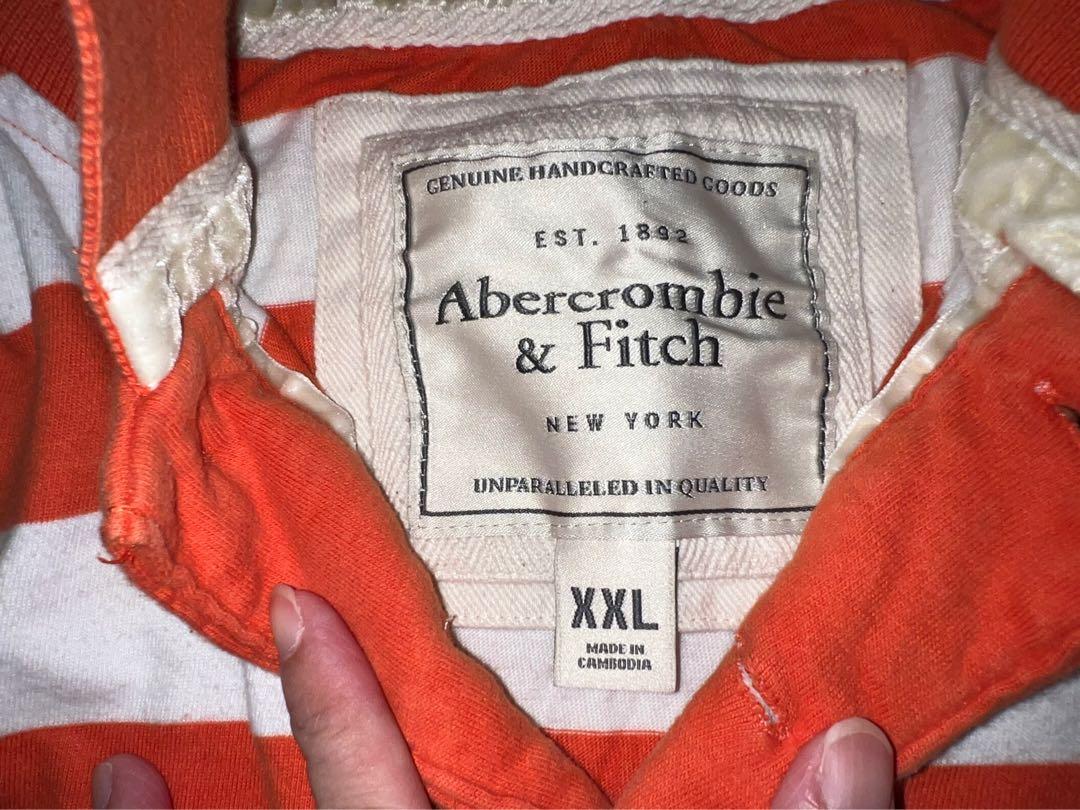 GENUINE HANDCRAFTED GOODS
EST. 1892
Abercrombie
& Fitch
NEW YORK
UNPARALLELED IN QUALITY
XXL
MADE IN
CAMBODIA